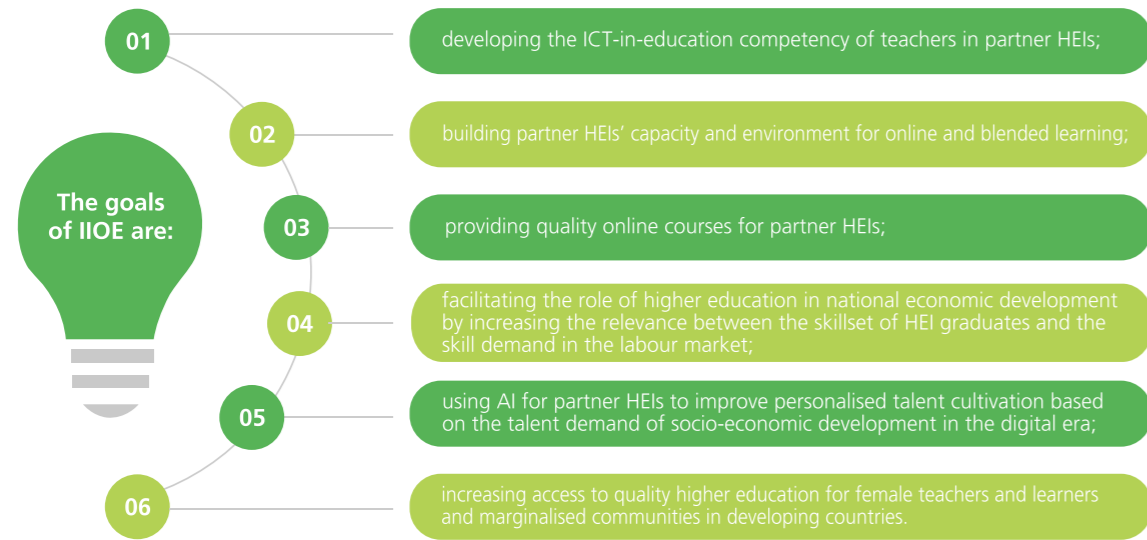 The goals
of IIOE are:
01
developing the ICT-in-education competency of teachers in partner HEIs;
02
building partner HEIs’ capacity and environment for online and blended learning;
03
providing quality online courses for partner HEIs;
04
facilitating the role of higher education in national economic development
by increasing the relevance between the skillset of HEI graduates and the
skill demand in the labour market;
05
using AI for partner HEIs to improve personalised talent cultivation based
on the talent demand of socio-economic development in the digital era;
06
increasing access to quality higher education for female teachers and learners
and marginalised communities in developing countries.